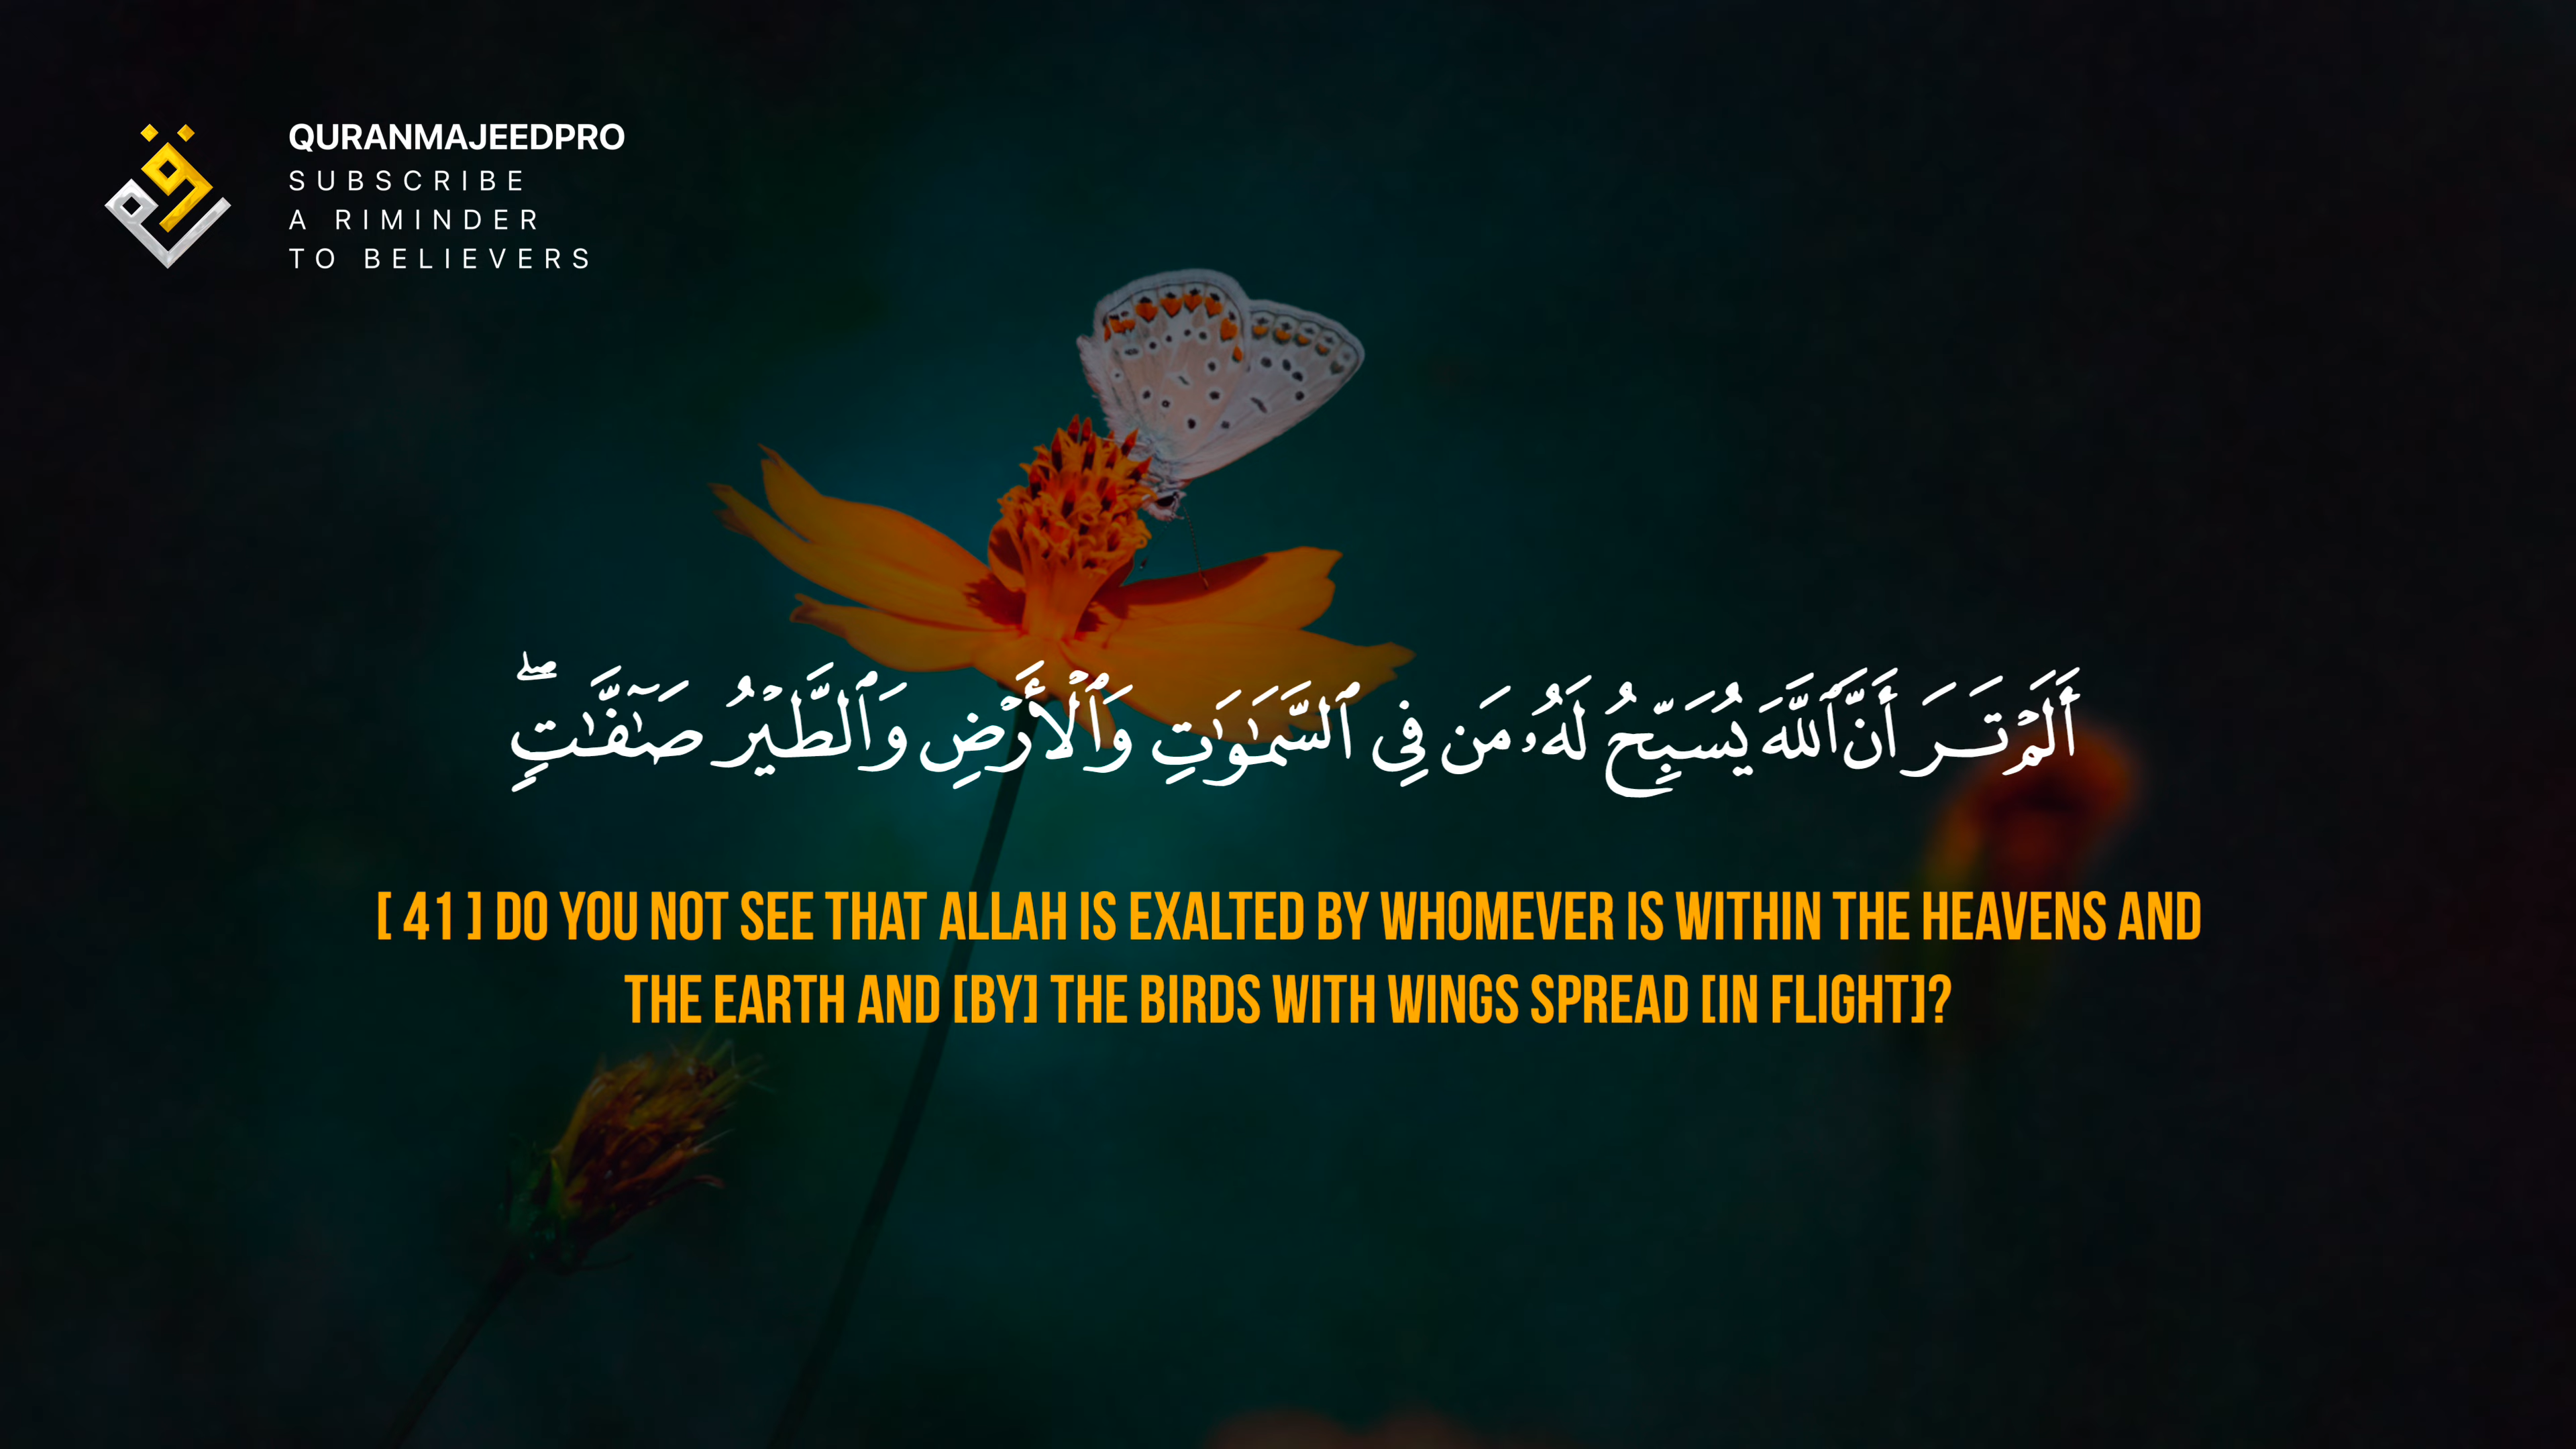 QURANMAJEEDPRO
SUBSCRIBE
A RIMINDER
TO BELIEVERS
أَلَمْ تَرَ أَنَّ ٱللَّهَ يُسَبِّحُ لَهُۥ مَن فِى ٱلسَّمَٰوَٰتِ وَٱلْأَرْضِ وَٱلطَّيْرُ صَٰٓفَّٰتٍ ۖ
[ 41 ] DO YOU NOT SEE THAT ALLAH IS EXALTED BY WHOMEVER IS WITHIN THE HEAVENS AND
THE EARTH AND [BY] THE BIRDS WITH WINGS SPREAD [IN FLIGHT]?